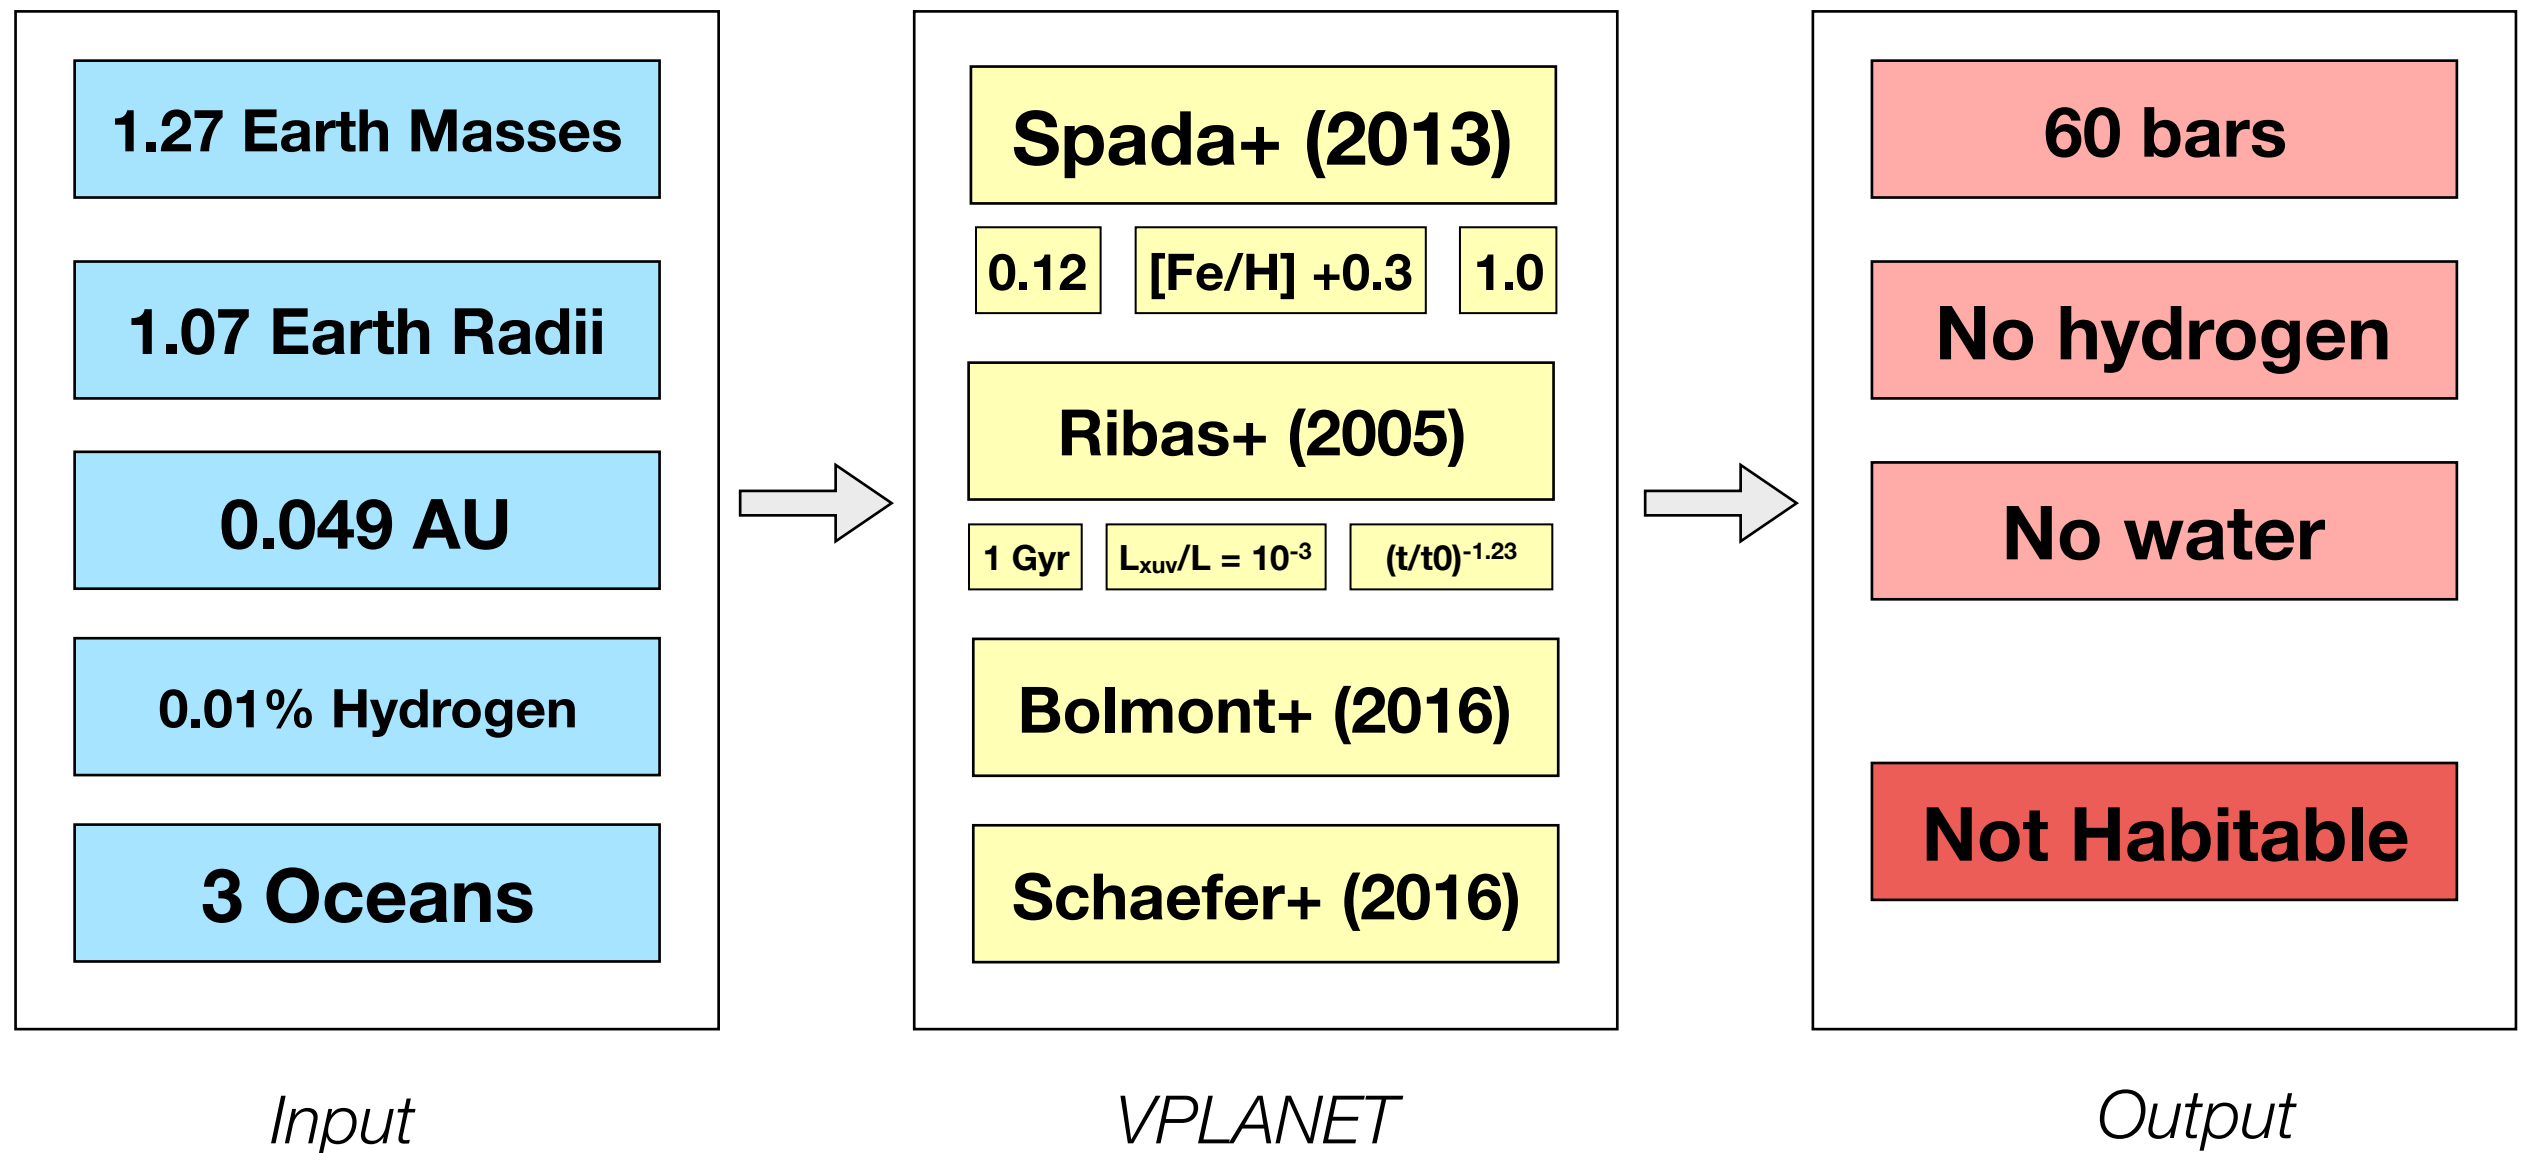 1.27 Earth Masses
1.07 Earth Radii
0.049 AU
0.01% Hydrogen
3 Oceans
Input
Spada+ (2013)
0.12 [Fe/H] +0.3 1.0
Ribas+ (2005)
1 Gyr Lxuv/L = 10-3 (t/t0)-1.23
Bolmont+ (2016)
Schaefer+ (2016)
VPLANET
60 bars
No hydrogen
No water
Not Habitable
Output